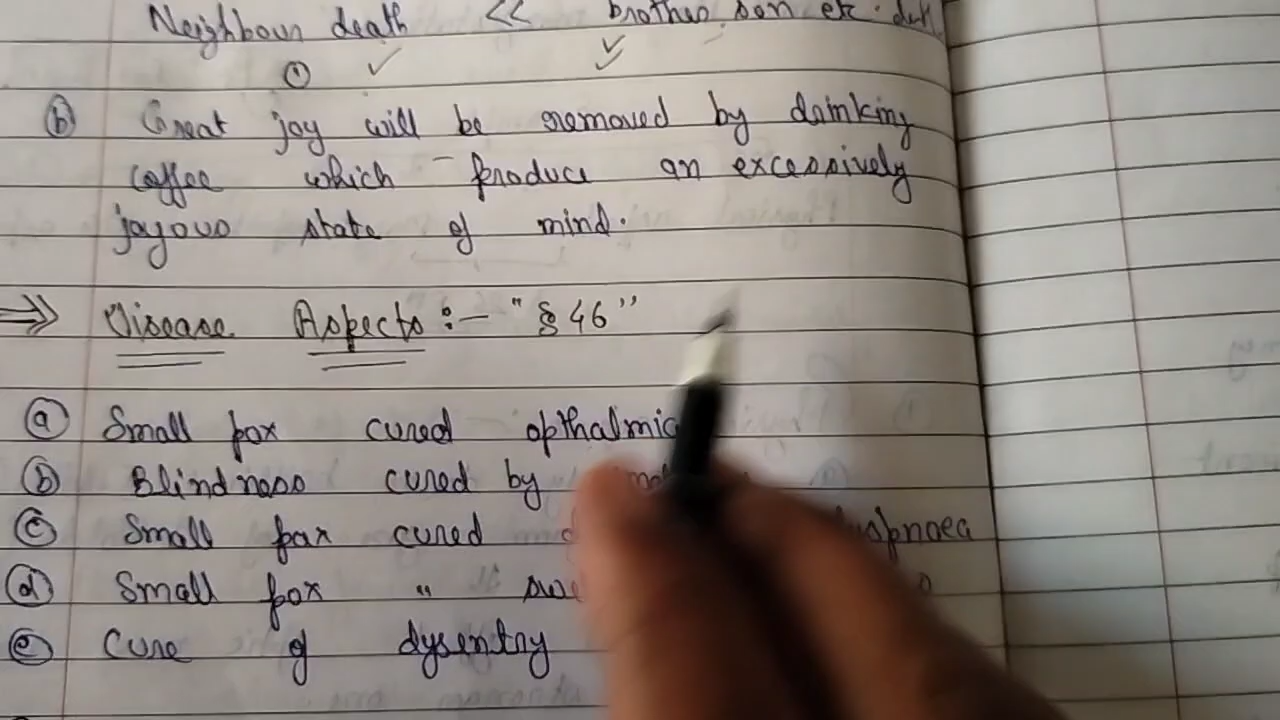 Neighbour death << brother, son etc.
① ✓ ✓
ⓑ Great joy will be removed by drinking
coffee which produce an excessively
joyous state of mind.
⇒ Disease Aspects :- "§ 46"
ⓐ Small pox cured opthalmia
ⓑ Blindness cured by
ⓒ Small pox cured dyspnoea
ⓓ Small pox "
ⓔ Cure of dysentry